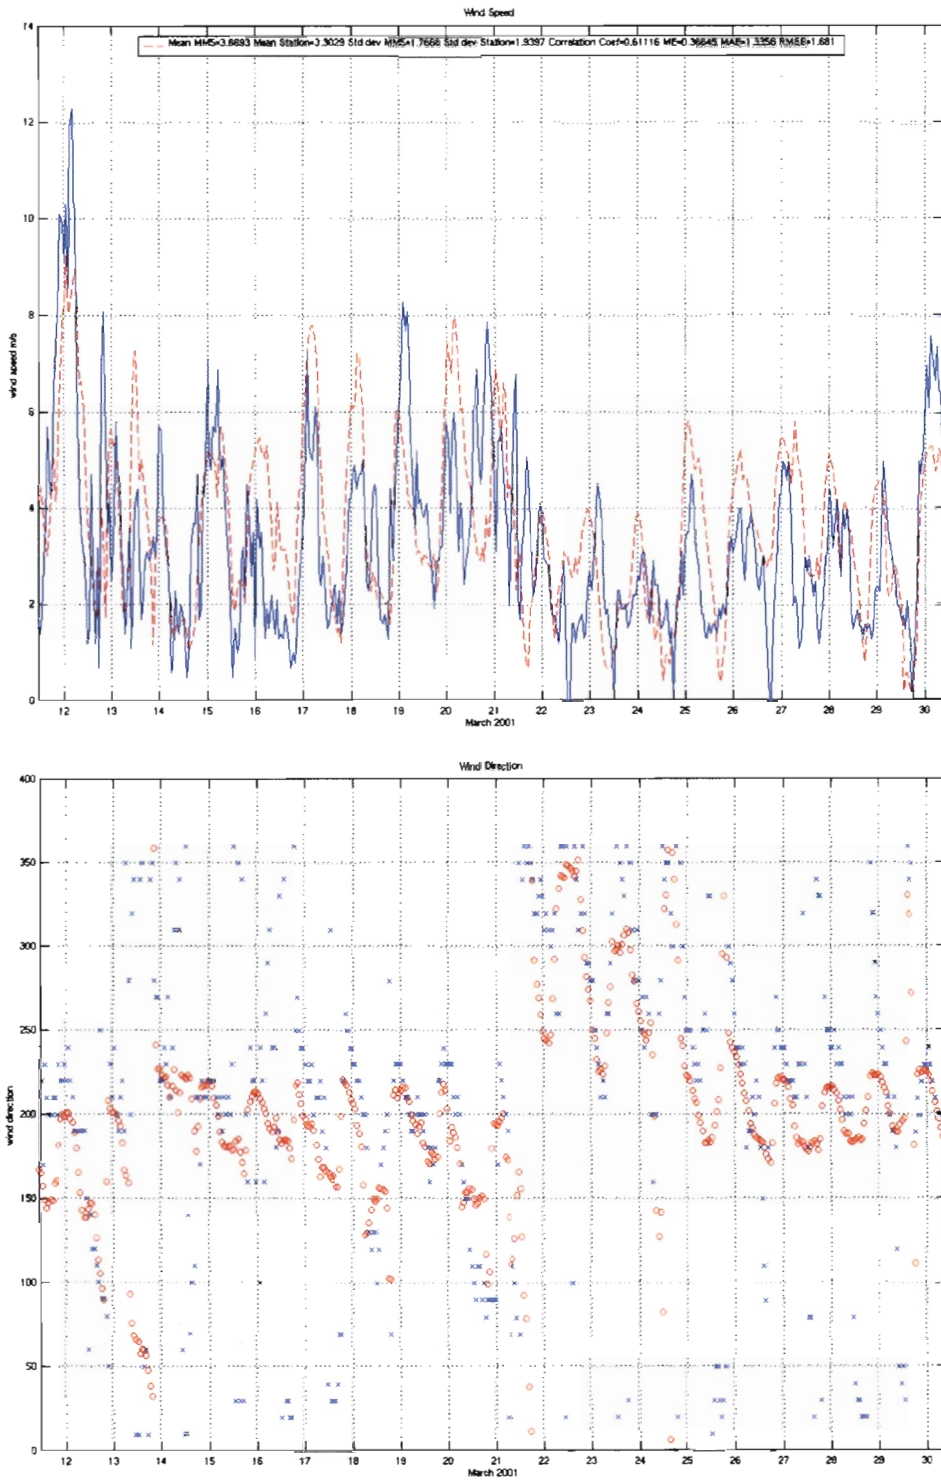 Wind Speed
Mean MM5=3.6693 Mean Station=3.3029 Std dev MM5=1.7666 Std dev Station=1.9397 Correlation Coef=0.61116 ME=0.36645 MAE=1.3356 RMSE=1.681
14
12
10
8
6
4
2
0
wind speed m/s
12 13 14 15 16 17 18 19 20 21 22 23 24 25 26 27 28 29 30
March 2001
Wind Direction
400
350
300
250
200
150
100
50
0
wind direction
12 13 14 15 16 17 18 19 20 21 22 23 24 25 26 27 28 29 30
March 2001